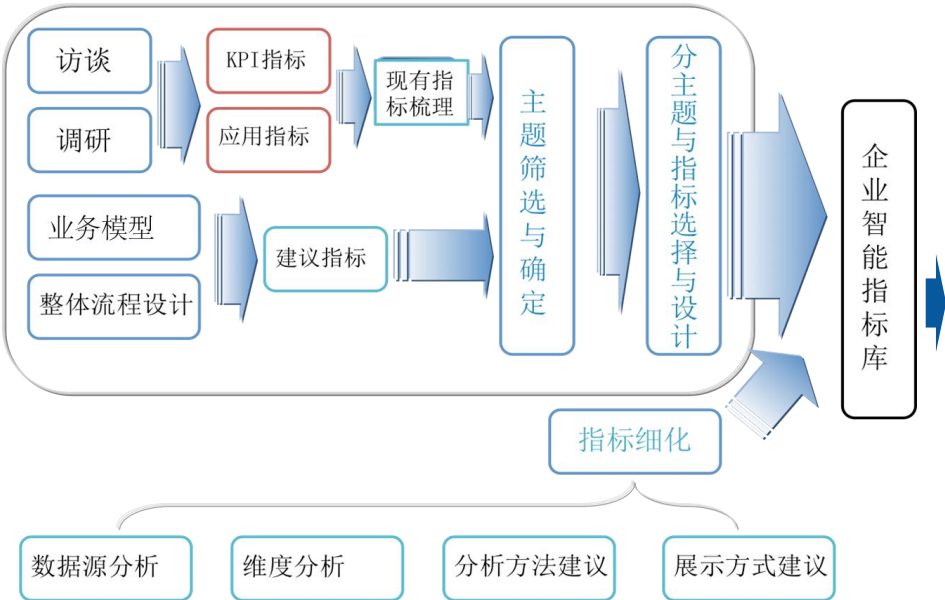 访谈
调研
KPI指标
应用指标
现有指
标梳理
业务模型
整体流程设计
建议指标
主题筛选与确定
分主题与指标选择与设计
企业智能指标库
指标细化
数据源分析
维度分析
分析方法建议
展示方式建议